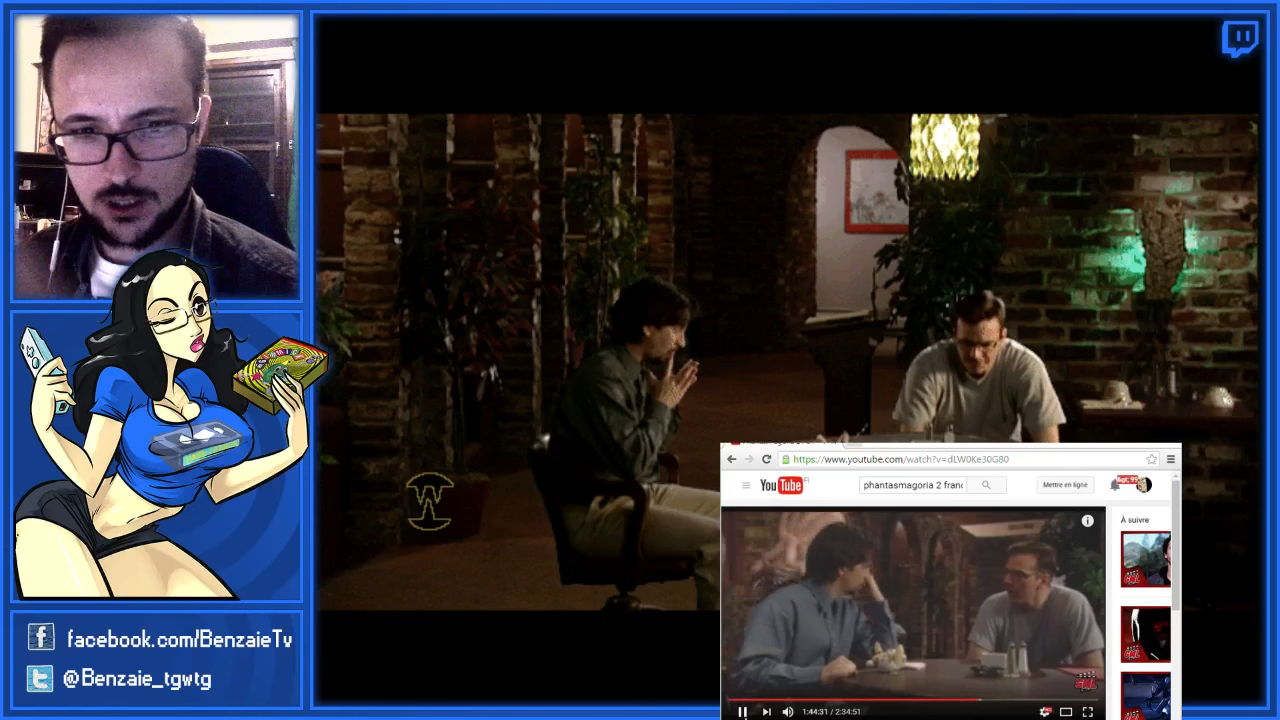 facebook.com/BenzaieTv
@Benzaie_tgwtg
https://www.youtube.com/watch?v=dLW0Ke30G80
YouTube FI
phantasmagoria 2 franc
Mettre en ligne
À suivre
1:44:31 / 2:34:51